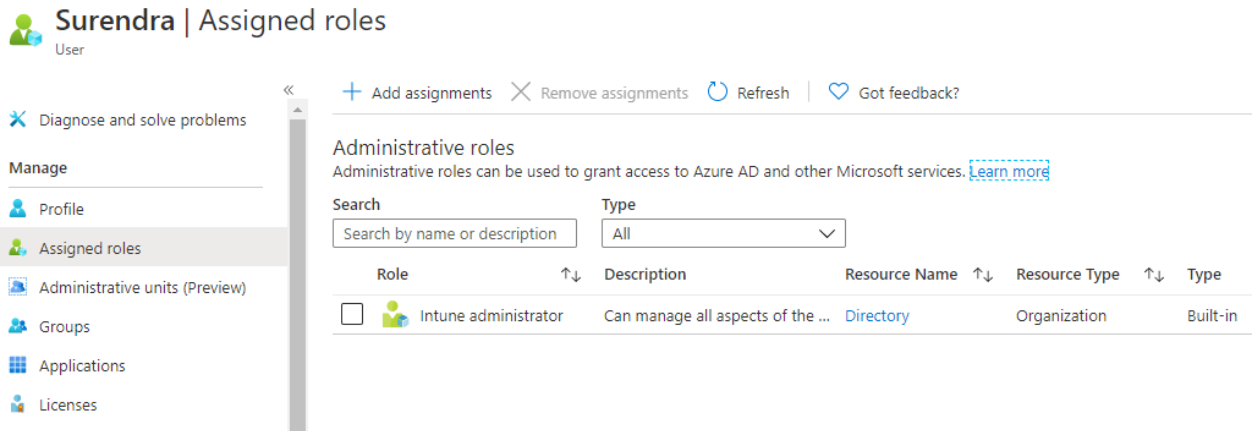 Surendra | Assigned roles
User
«
Add assignments Remove assignments Refresh Got feedback?
Diagnose and solve problems
Manage
Profile
Assigned roles
Administrative units (Preview)
Groups
Applications
Licenses
Administrative roles
Administrative roles can be used to grant access to Azure AD and other Microsoft services. Learn more
Search Type
Search by name or description All
Role ↑↓ Description Resource Name ↑↓ Resource Type ↑↓ Type
Intune administrator Can manage all aspects of the ... Directory Organization Built-in